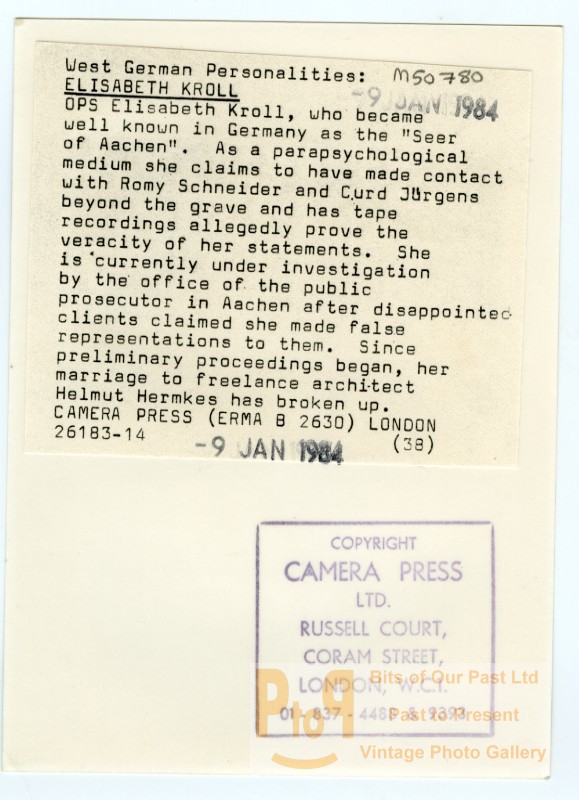 West German Personalities: M50780
ELISABETH KROLL
-9 JAN 1984
OPS Elisabeth Kroll, who became
well known in Germany as the "Seer
of Aachen".  As a parapsychological
medium she claims to have made contact
with Romy Schneider and Curd Jürgens
beyond the grave and has tape
recordings allegedly prove the
veracity of her statements.  She
is currently under investigation
by the office of the public
prosecutor in Aachen after disappointed
clients claimed she made false
representations to them.  Since
preliminary proceedings began, her
marriage to freelance architect
Helmut Hermkes has broken up.
CAMERA PRESS (ERMA B 2630) LONDON
26183-14 (38)
-9 JAN 1984
COPYRIGHT
CAMERA PRESS
LTD.
RUSSELL COURT,
CORAM STREET,
LONDON, W.C.1.
01 - 837 - 4488 & 9393
PtoP
Bits of Our Past Ltd
Past to Present
Vintage Photo Gallery